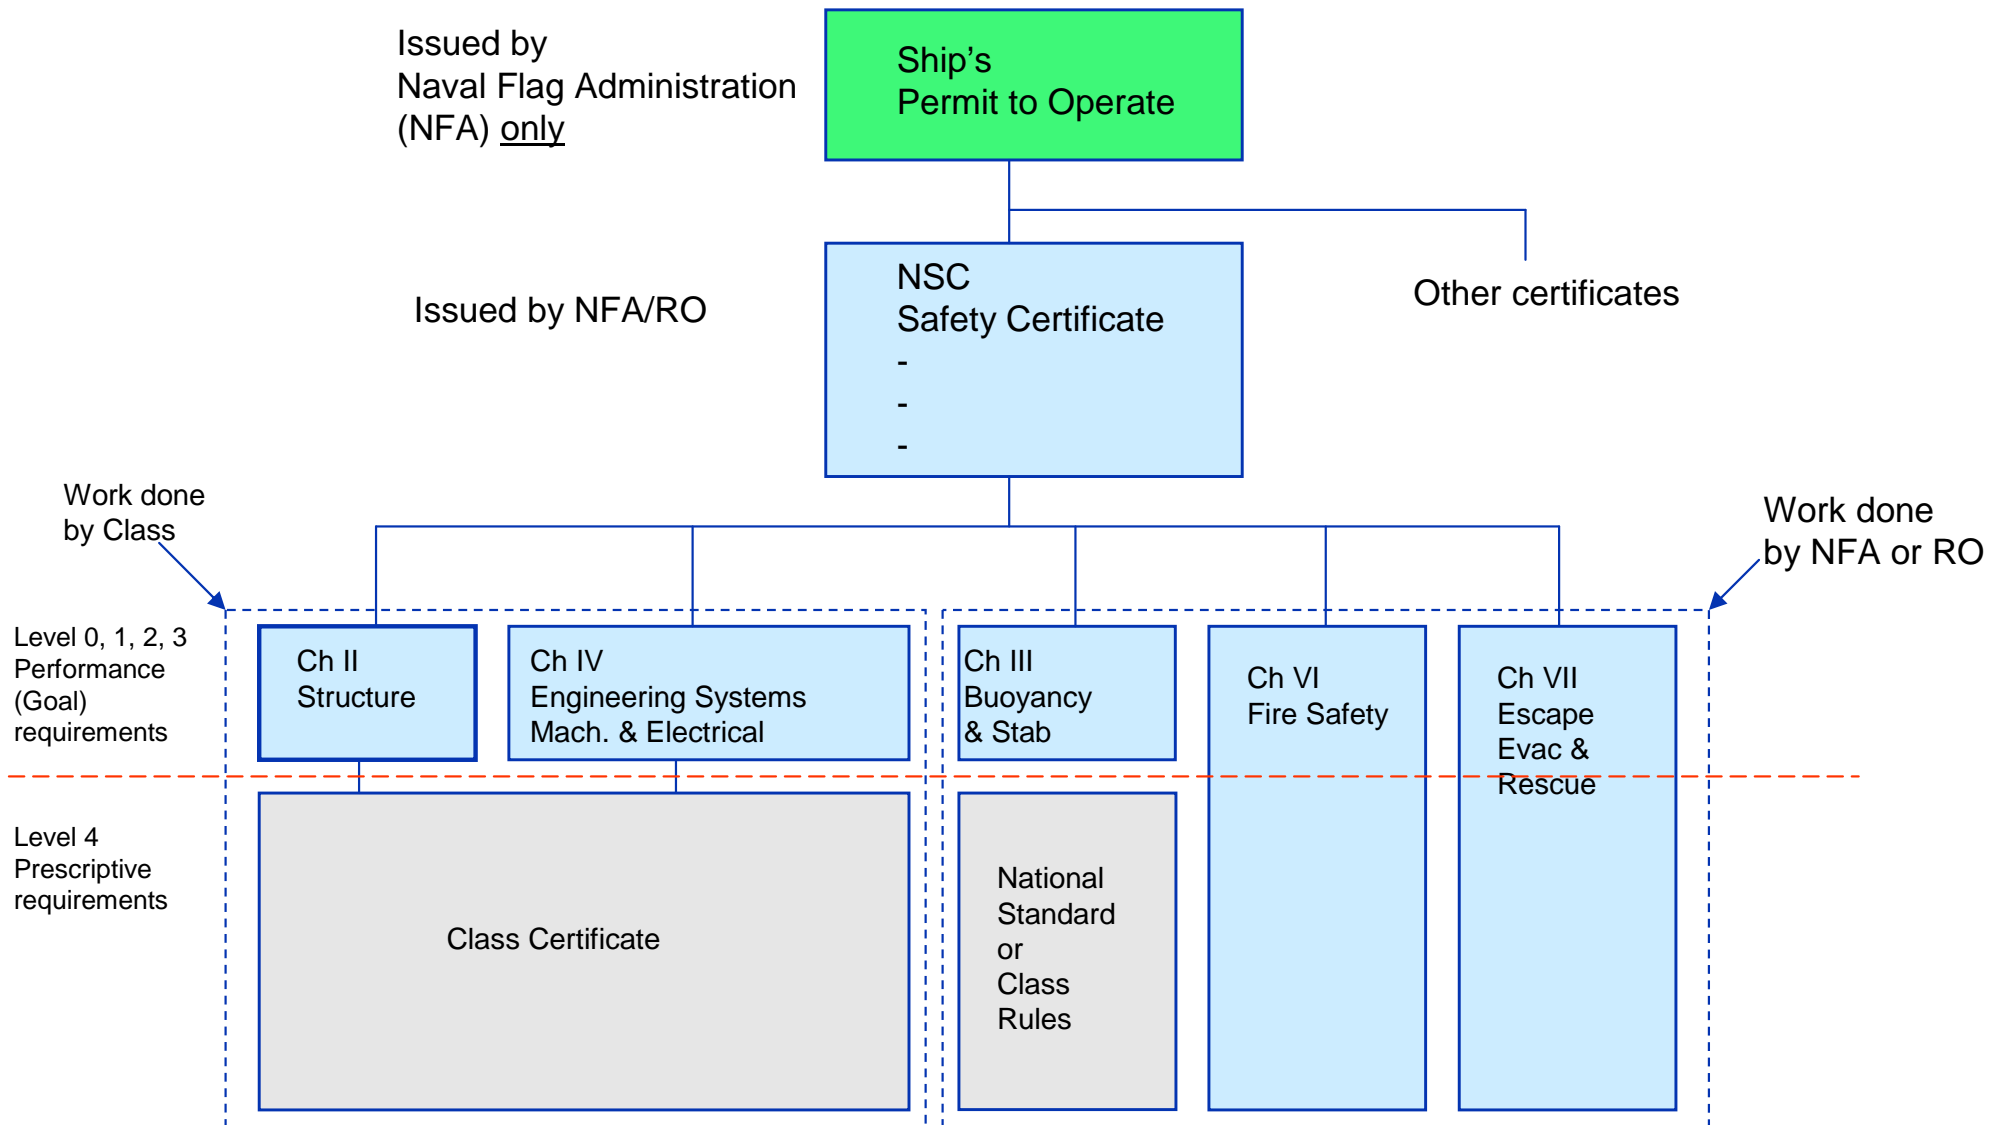 Issued by
Naval Flag Administration
(NFA) only
Ship's
Permit to Operate
NSC
Safety Certificate
-
-
-
Issued by NFA/RO
Other certificates
Work done
by Class
Work done
by NFA or RO
Level 0, 1, 2, 3
Performance
(Goal)
requirements
Ch II
Structure
Ch IV
Engineering Systems
Mach. & Electrical
Ch III
Buoyancy
& Stab
Ch VI
Fire Safety
Ch VII
Escape
Evac &
Rescue
Level 4
Prescriptive
requirements
Class Certificate
National
Standard
or
Class
Rules